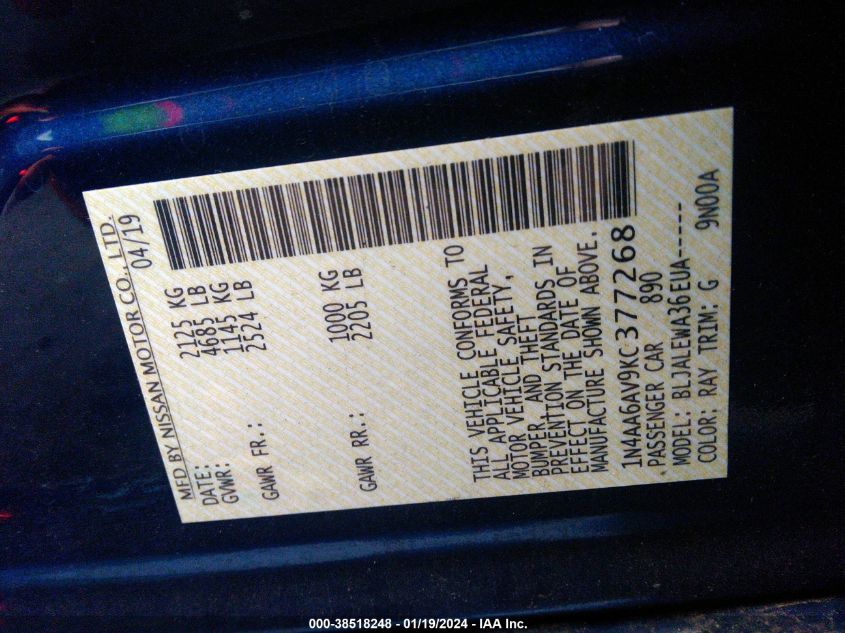 MFD BY NISSAN MOTOR CO., LTD.
DATE: 04/19
GVWR: 2125 KG
4685 LB
GAWR FR.: 1145 KG
2524 LB
GAWR RR.: 1000 KG
2205 LB
THIS VEHICLE CONFORMS TO
ALL APPLICABLE FEDERAL
MOTOR VEHICLE SAFETY,
BUMPER, AND THEFT
PREVENTION STANDARDS IN
EFFECT ON THE DATE OF
MANUFACTURE SHOWN ABOVE.
1N4AA6AV9KC377268
PASSENGER CAR 890
MODEL: BLJALEWA36EUA-----
COLOR: RAY TRIM: G 9N00A
000-38518248 - 01/19/2024 - IAA Inc.